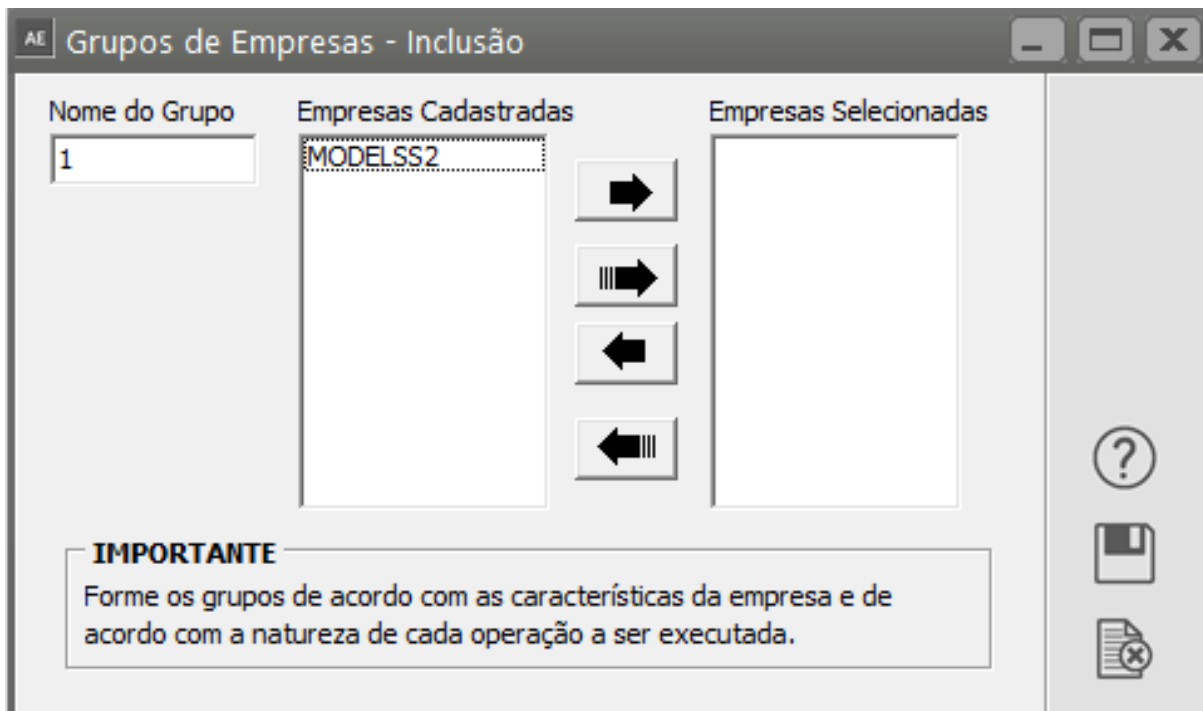 AE Grupos de Empresas - Inclusão
Nome do Grupo
Empresas Cadastradas
Empresas Selecionadas
1
MODELSS2
IMPORTANTE
Forme os grupos de acordo com as características da empresa e de
acordo com a natureza de cada operação a ser executada.